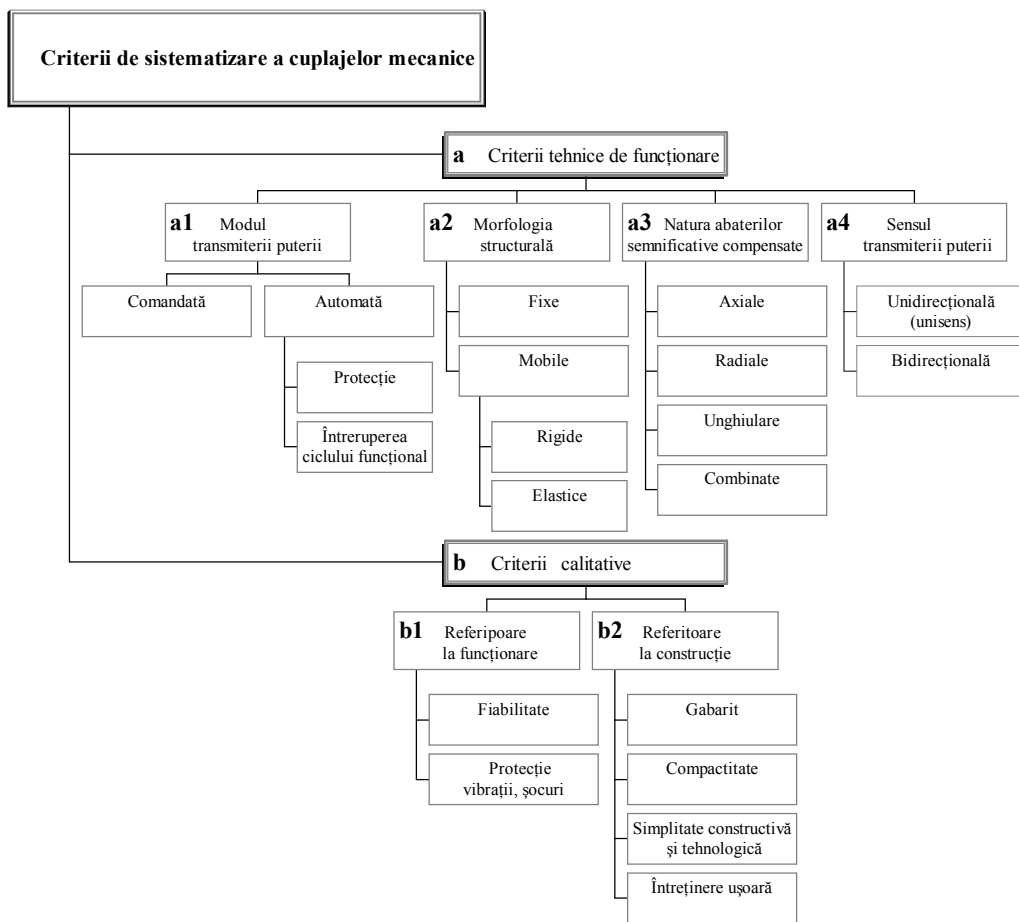 Criterii de sistematizare a cuplajelor mecanice
a Criterii tehnice de funcționare
a1 Modul
transmiterii puterii
a2 Morfologia
structurală
a3 Natura abaterilor
semnificative compensate
a4 Sensul
transmiterii puterii
Comandată
Automată
Protecție
Întreruperea
ciclului funcțional
Fixe
Mobile
Rigide
Elastice
Axiale
Radiale
Unghiulare
Combinate
Unidirecțională
(unisens)
Bidirecțională
b Criterii calitative
b1 Referipoare
la funcționare
b2 Referitoare
la construcție
Fiabilitate
Protecție
vibrații, șocuri
Gabarit
Compactitate
Simplitate constructivă
și tehnologică
Întreținere ușoară